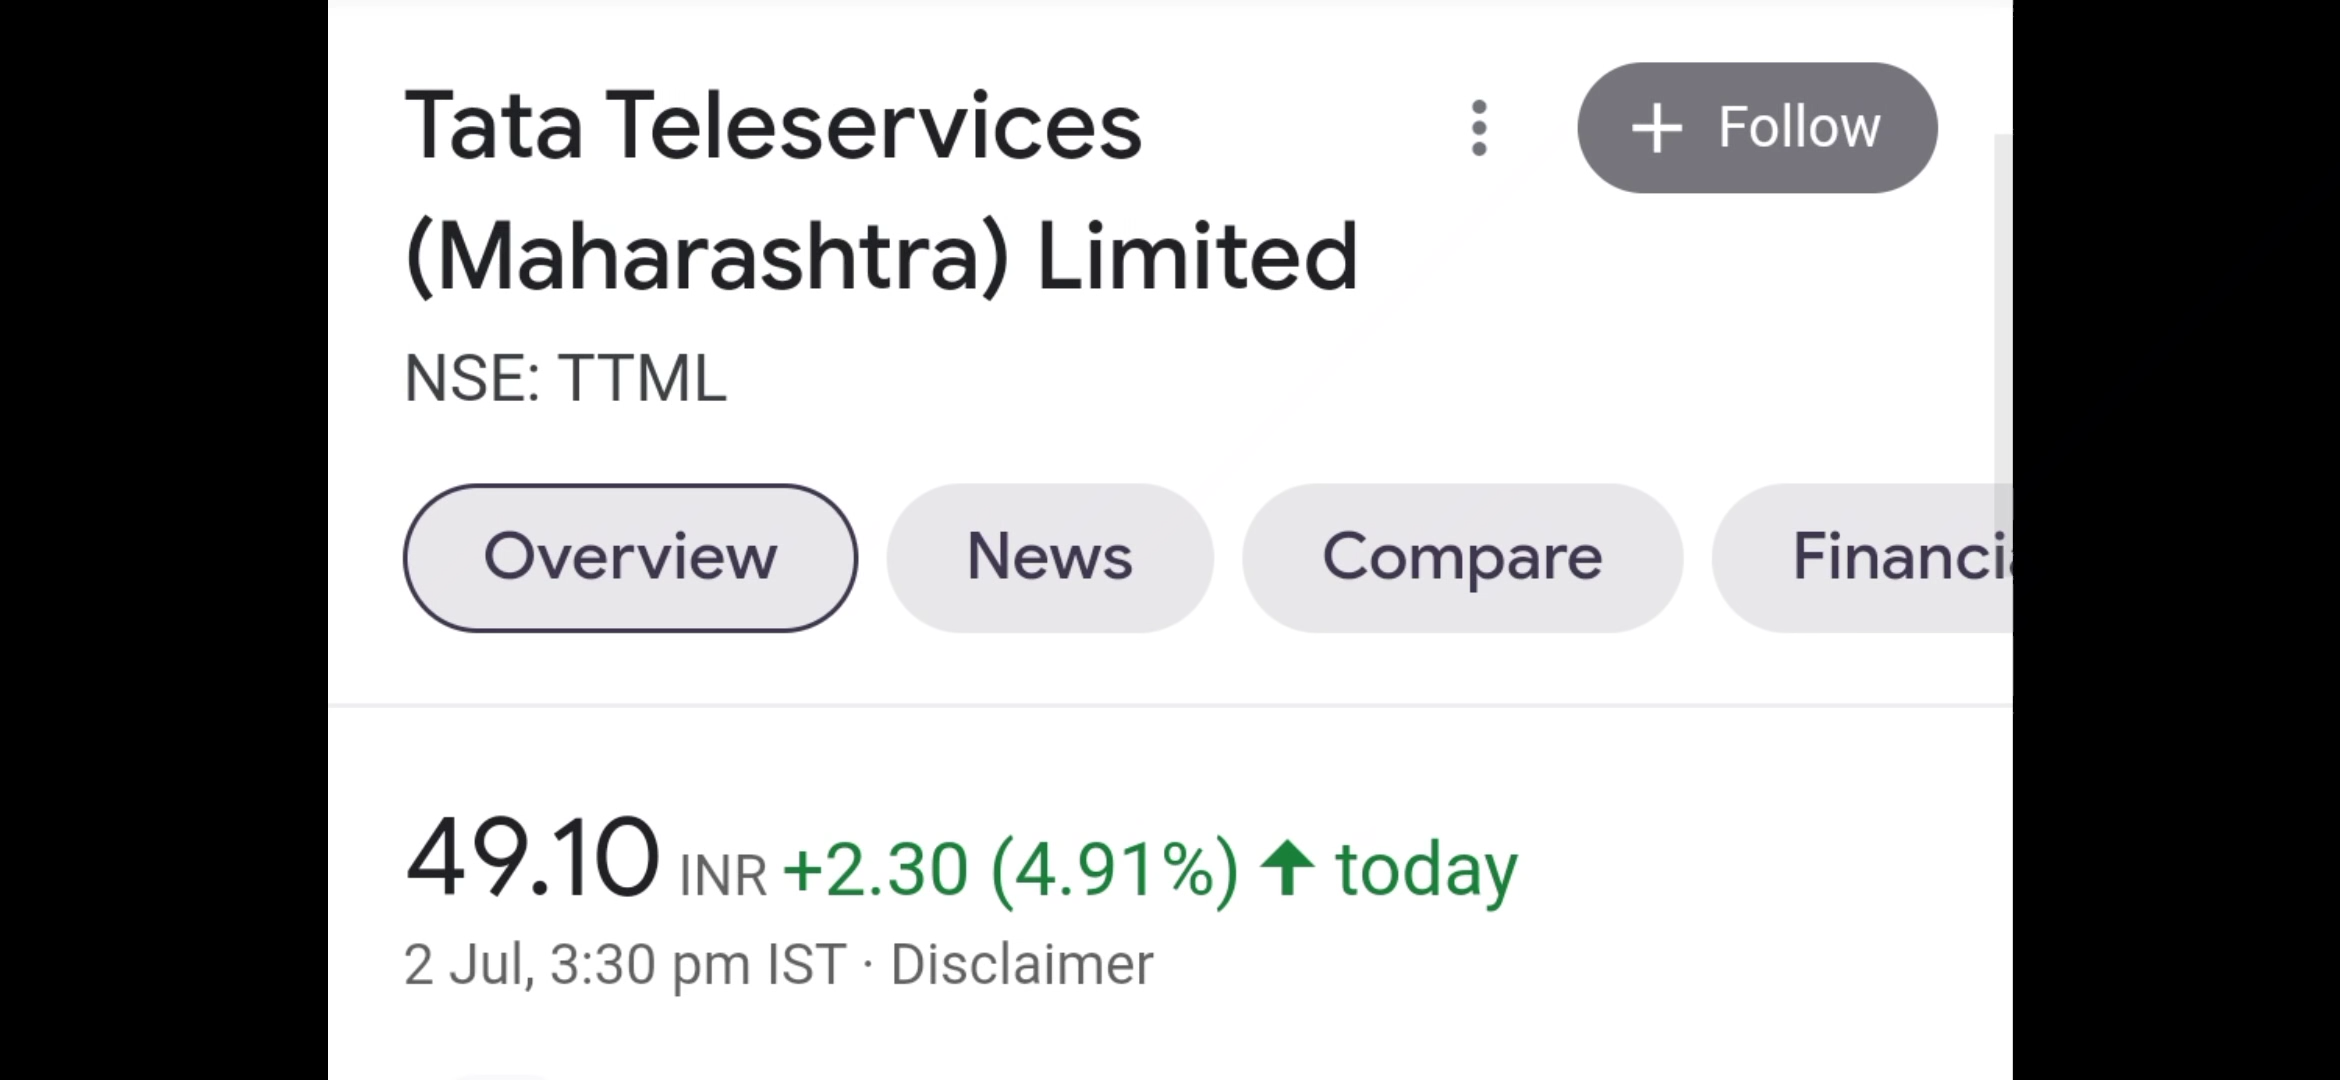 Tata Teleservices
(Maharashtra) Limited
+ Follow
NSE: TTML
Overview News Compare Financia
49.10 INR +2.30 (4.91%) ↑ today
2 Jul, 3:30 pm IST · Disclaimer